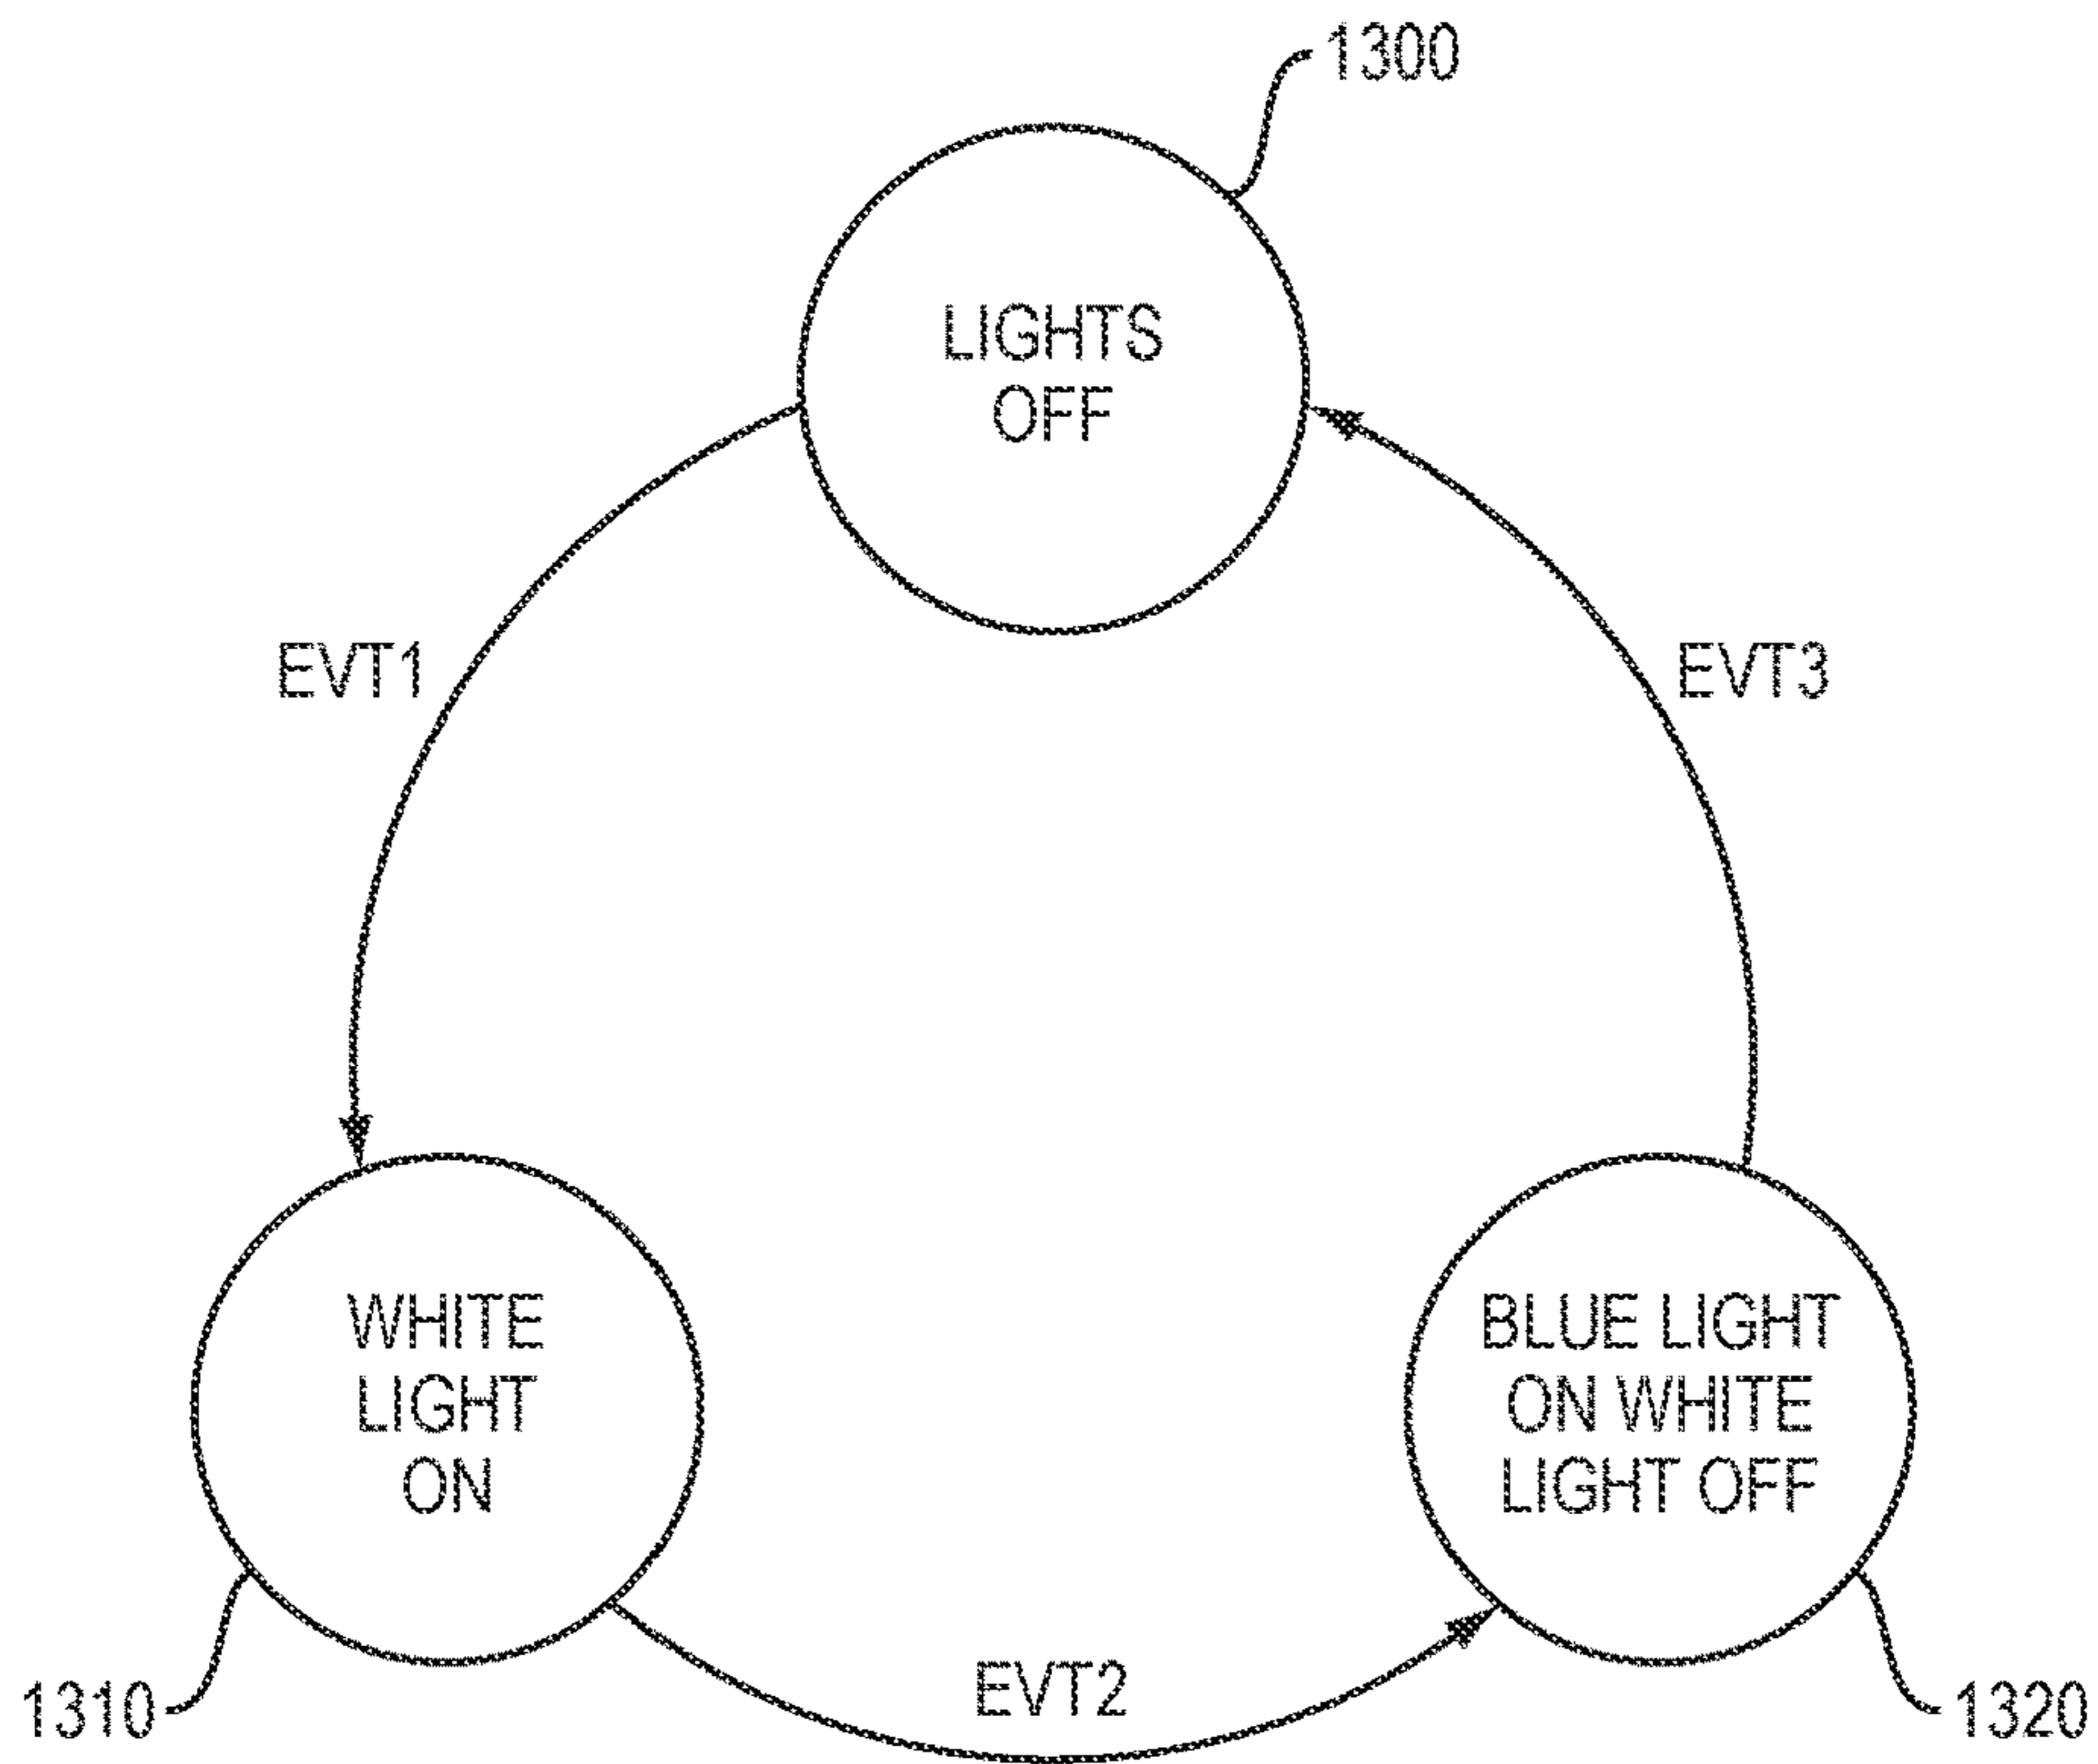 1300
LIGHTS
OFF
EVT1
EVT3
WHITE
LIGHT
ON
BLUE LIGHT
ON WHITE
LIGHT OFF
1310
EVT2
1320